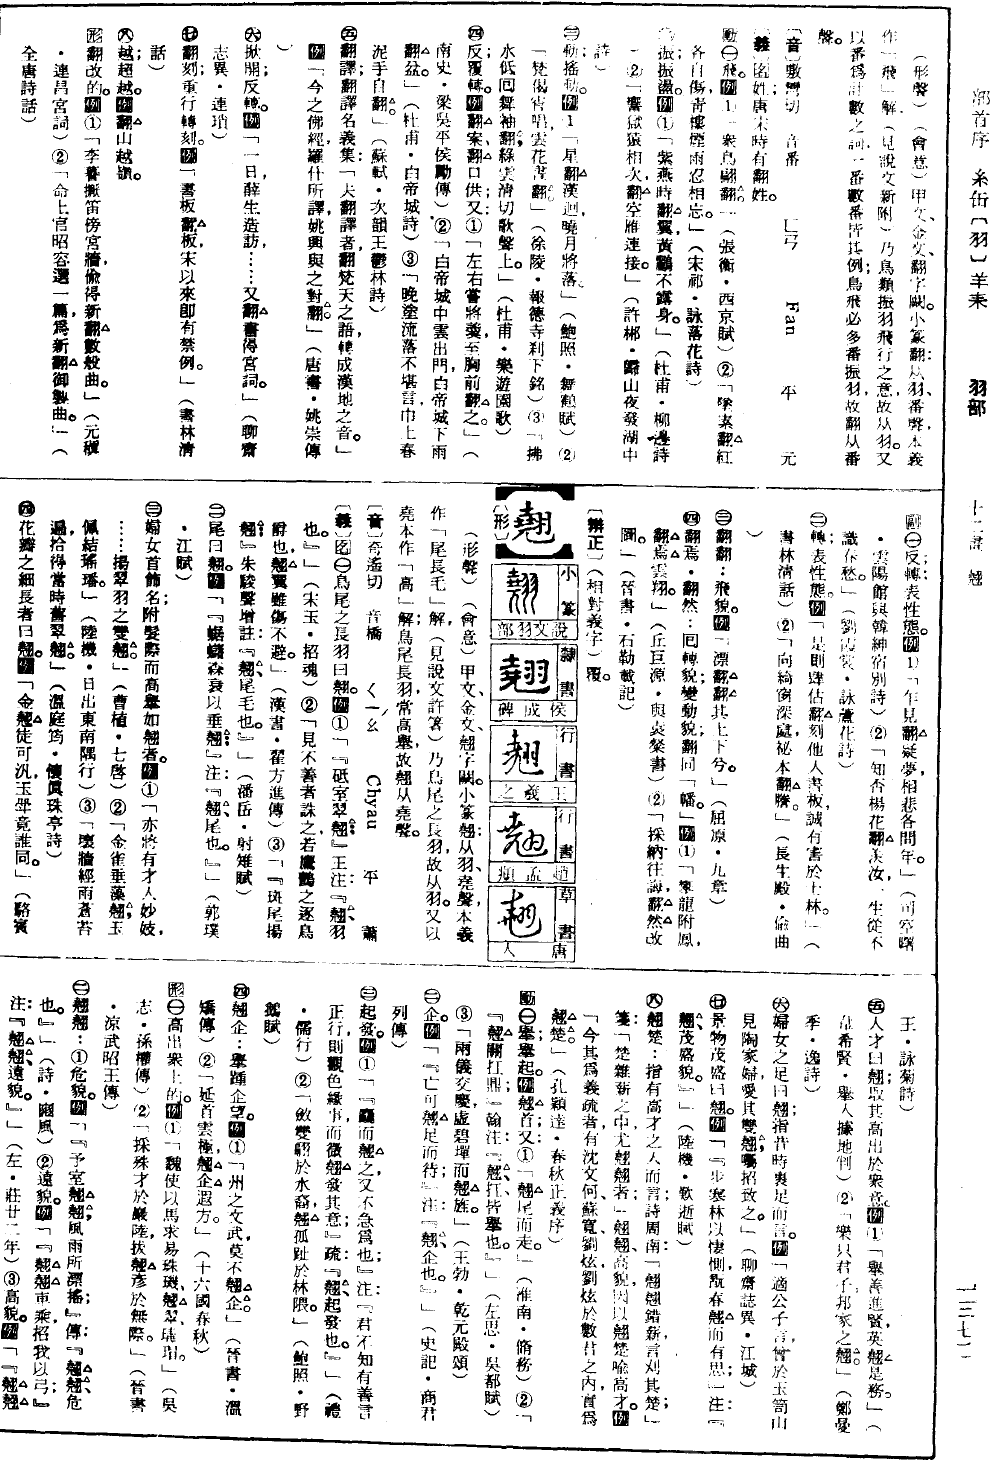 部首序 糸缶〔羽〕羊耒 羽部 十二畫 翹 一三七一
（形聲）（會意）甲文、金文、翻字闕。小篆翻：从羽、番聲，本義
作「飛」解（見說文新附）乃鳥類振羽飛行之意，故从羽。又
以番爲計數之詞，一番數番皆其例；鳥飛必多番振羽，故翻从番
聲。
〔音〕敷彎切 音番 ㄈㄢ Fan 平 元
〔義〕名姓，唐宋時有翻姓。
動㊀飛。例①「衆鳥翩翻。」（張衡・西京賦）②「墜素翻紅
各自傷，青樓煙雨忍相忘。」（宋祁・詠落花詩）
㊁振；振盪。例①「紫燕時翻翼，黃鸝不露身。」（杜甫・柳邊詩
）②「響獄猿相次，翻空雁連接。」（許郴・歸山夜發湖中
詩）
㊂動；搖動。例①「星翻漢迴，曉月將落。」（鮑照・舞鶴賦）②
「梵偈宵唱，雲花晝翻。」（徐陵・報德寺刹下銘）③「拂
水低囘舞袖翻，綠雲淸切歌聲上。」（杜甫・樂遊園歌）
㊃反覆轉。例翻案、翻口供。又：①「左右嘗將羹至胸前翻之。」（
南史・梁吳平侯勱傳）②「白帝城中雲出門，白帝城下雨
翻盆。」（杜甫・白帝城詩）③「晚塗流落不堪言，巾上春
泥手自翻。」（蘇軾・次韻王鬱林詩）
㊄翻譯，翻譯名義集：「夫翻譯者，翻梵天之語，轉成漢地之音。」
例「今之佛經，羅什所譯，姚興與之對翻。」（唐書・姚崇傳
）
㊅掀開反轉。例「一日，薛生造訪……又翻書得宮詞。」（聊齋
志異・連瑣）
㊆翻刻；重行轉刻。例「書板翻板，宋以來卽有禁例。」（書林淸
話）
㊇越；超越。例翻山越嶺。
形翻改的。例①「李謩擫笛傍宮牆，偷得新翻數般曲。」（元稹
・連昌宮詞）②「命上官昭容選一篇，爲新翻御製曲。」（
全唐詩話）
副㊀反；轉；表性態。例①「乍見翻疑夢，相悲各問年。」（司空曙
・雲陽館與韓紳宿別詩）②「知否楊花翻羨汝，一生從不
識春愁。」（劉霞裳・詠蘆花詩）
㊁轉；表性態。例①「是則肆估翻刻他人書板，誠有害於士林。」（
書林淸話）②「向綺窗深處，祕本翻謄。」（長生殿・偷曲
㊂翻翻：飛貌。例「漂翻翻其上下兮。」（屈原・九章）
㊃翻焉・翻然：囘轉貌；變動貌；翻同「幡」。例①「衆龍附鳳，
翻焉雲翔。」（丘巨源・與袁粲書）②「採納往誨，翻然改
圖。」（晉書・石勒載記）
〔辨正〕（相對義字）覆。
翹
〔形〕
小篆 說文羽部
隸書 侯成碑
行書 王羲之
行書 趙孟頫
草書 唐人
（形聲）（會意）甲文、金文、翹字闕。小篆翹：从羽、堯聲，本義
作「尾長毛」解（見說文許箸）乃鳥尾之長羽，故从羽。又以
堯本作「高」解，鳥尾長羽，常高舉，故翹从堯聲。
〔音〕奇遙切 音橋 ㄑㄧㄠˊ Chyau 平 蕭
〔義〕名㊀鳥尾之長羽曰翹。例①「『砥室翠翹。』王注：『翹，羽
也。』」（宋玉・招魂）②「見不善者誅之，若鷹鸇之逐鳥
爵也，翹翼雖傷不避。」（漢書・翟方進傳）③「『斑尾揚
翹。』朱駿聲增註：『翹，尾毛也。』」（潘岳・射雉賦）
㊁尾曰翹。例「『蝘蠩森衰以垂翹。』注：『翹，尾也。』」（郭璞
・江賦）
㊂婦女首飾名；附髮際而高舉如翹者。例①「亦將有才人妙妓，
……揚翠羽之雙翹。」（曹植・七啓）②「金雀垂藻翹，玉
佩結瑤璠。」（陸機・日出東南隅行）③「壞牆經雨蒼苔
遍，拾得當時舊翠翹。」（溫庭筠・懷眞珠亭詩）
㊃花瓣之細長者曰翹。例「金翹徒可汎，玉斝竟誰同。」（駱賓
王・詠菊詩）
㊄人才曰翹；取其高出於衆意。例①「舉善進賢，英翹是務。」（
韋希賢・舉人據地判）②「樂只君子，邦家之翹。」（鄭曼
季・逸詩）
㊅婦女之足曰翹；指昔時裹足而言。例「適公子言，曾於玉笥山
見陶家婦，愛其雙翹，囑招致之。」（聊齋誌異・江城）
㊆景物茂盛曰翹。例「『步寒林以悽惻，翫春翹而有思。』注：『
翹，茂盛貌。』」（陸機・歎逝賦）
㊇翹楚：指有高才之人而言，詩周南：「翹翹錯薪，言刈其楚。」
箋：「楚雜薪之中尤翹翹者。」翹翹，高貌，因以翹楚喻高才。例
「今其爲義疏者，有沈文何、蘇寬、劉炫，劉炫於數君之內，實爲
翹楚。」（孔穎達・春秋正義序）
動㊀舉；舉起。例翹首。又：①「翹尾而走。」（淮南・脩務）②「
『翹關扛鼎。』翰注：『翹、扛，皆舉也。』」（左思・吳都賦）
③「兩儀交慶，虛碧墠而翹旌。」（王勃・乾元殿頌）
㊁企。例「『亡可翹足而待。』注：『翹，企也。』」（史記・商君
列傳）
㊂起發。例①「『麤而翹之，又不急爲也。』注：『君不知有善言
正行，則觀色緣事，而微翹發其意。』疏：『翹，起發也。』」（禮
・儒行）②「斂雙翮於水裔，翹孤趾於林隈。」（鮑照・野
鵝賦）
㊃翹企：舉踵企望。例①「州之文武，莫不翹企。」（晉書・溫
嶠傳）②「延首雲極，翹企遐方。」（十六國春秋）
形㊀高出衆上的。例①「魏使以馬求易珠璣、翹翠、瑇瑁。」（吳
志・孫權傳）②「採殊才於巖陸，拔翹彥於無際。」（晉書
・涼武昭王傳）
㊁翹翹：①危貌。例「『予室翹翹，風雨所漂搖。』傳：『翹翹，危
也。』」（詩・豳風）②遠貌。例「『翹翹車乘，招我以弓。』
注：『翹翹，遠貌。』」（左・莊廿二年）③高貌。例「『翹翹